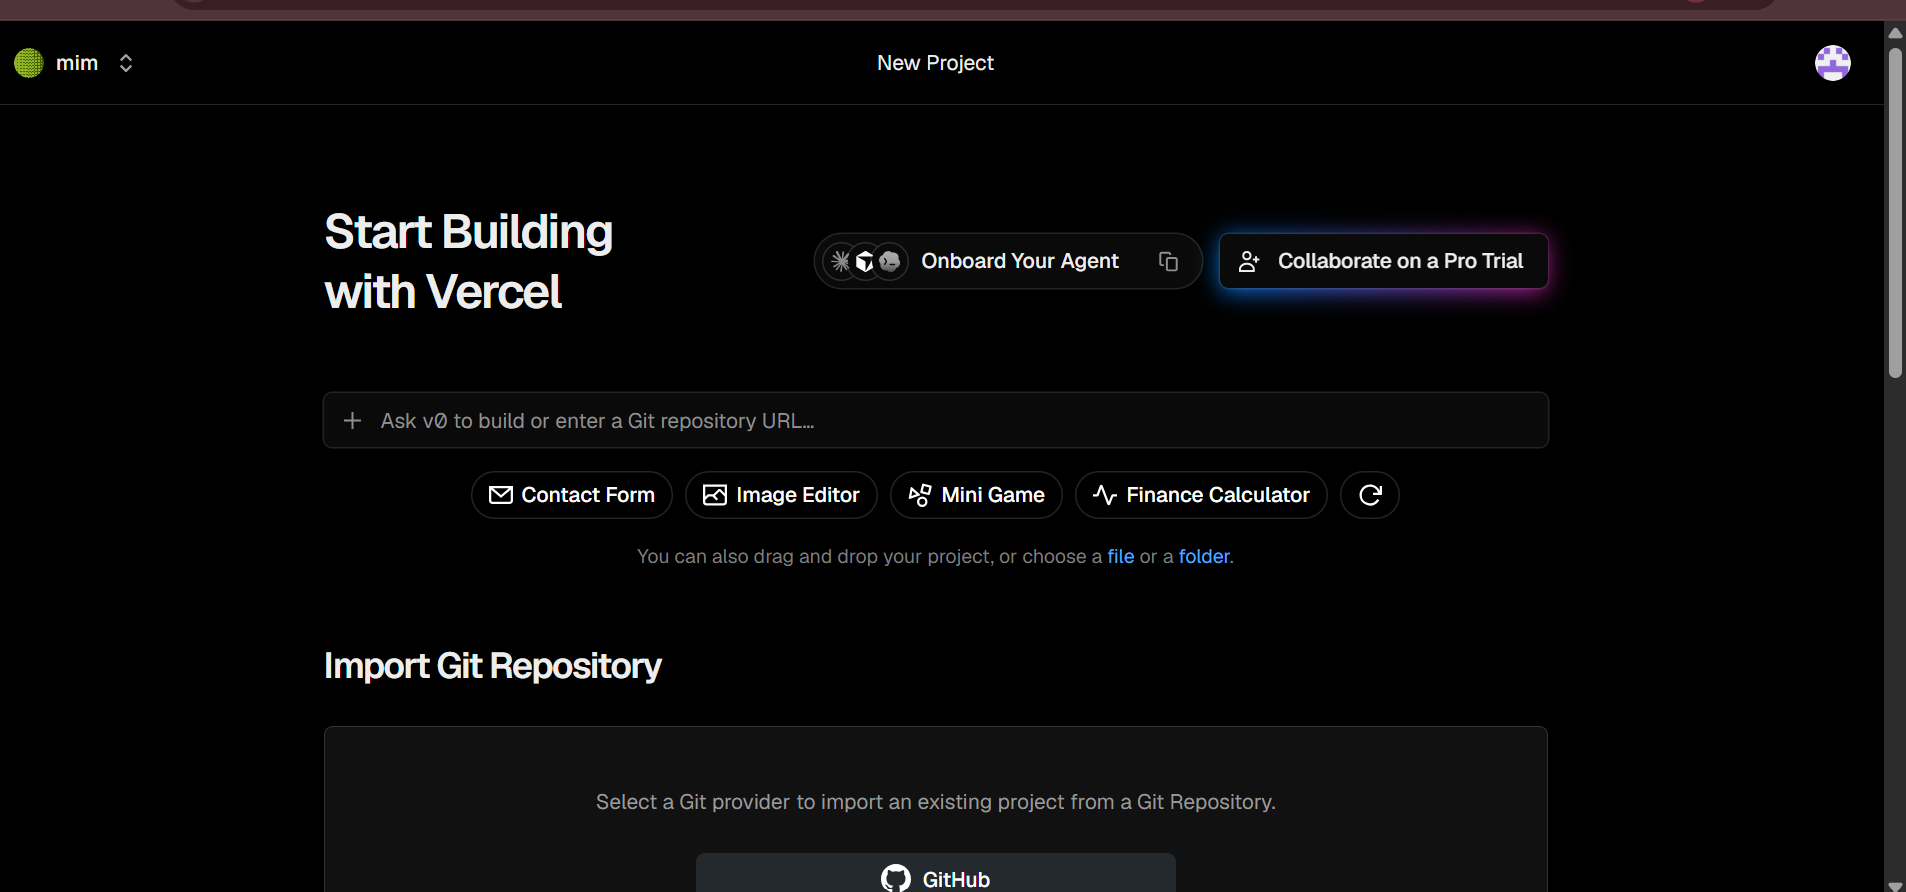 mim
New Project
Start Building
with Vercel
Onboard Your Agent
Collaborate on a Pro Trial
Ask v0 to build or enter a Git repository URL...
Contact Form
Image Editor
Mini Game
Finance Calculator
You can also drag and drop your project, or choose a file or a folder.
Import Git Repository
Select a Git provider to import an existing project from a Git Repository.
GitHub